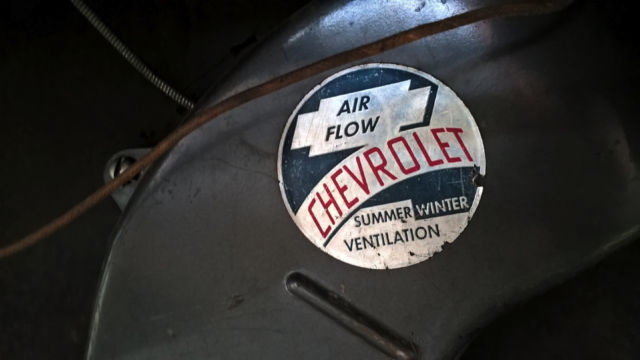 AIR
FLOW
CHEVROLET
SUMMER WINTER
VENTILATION